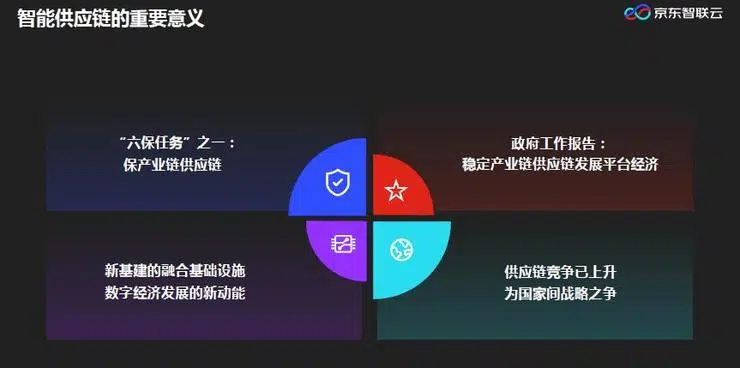 智能供应链的重要意义
京东智联云
“六保任务”之一：
保产业链供应链
政府工作报告：
稳定产业链供应链发展平台经济
新基建的融合基础设施
数字经济发展的新动能
供应链竞争已上升
为国家间战略之争